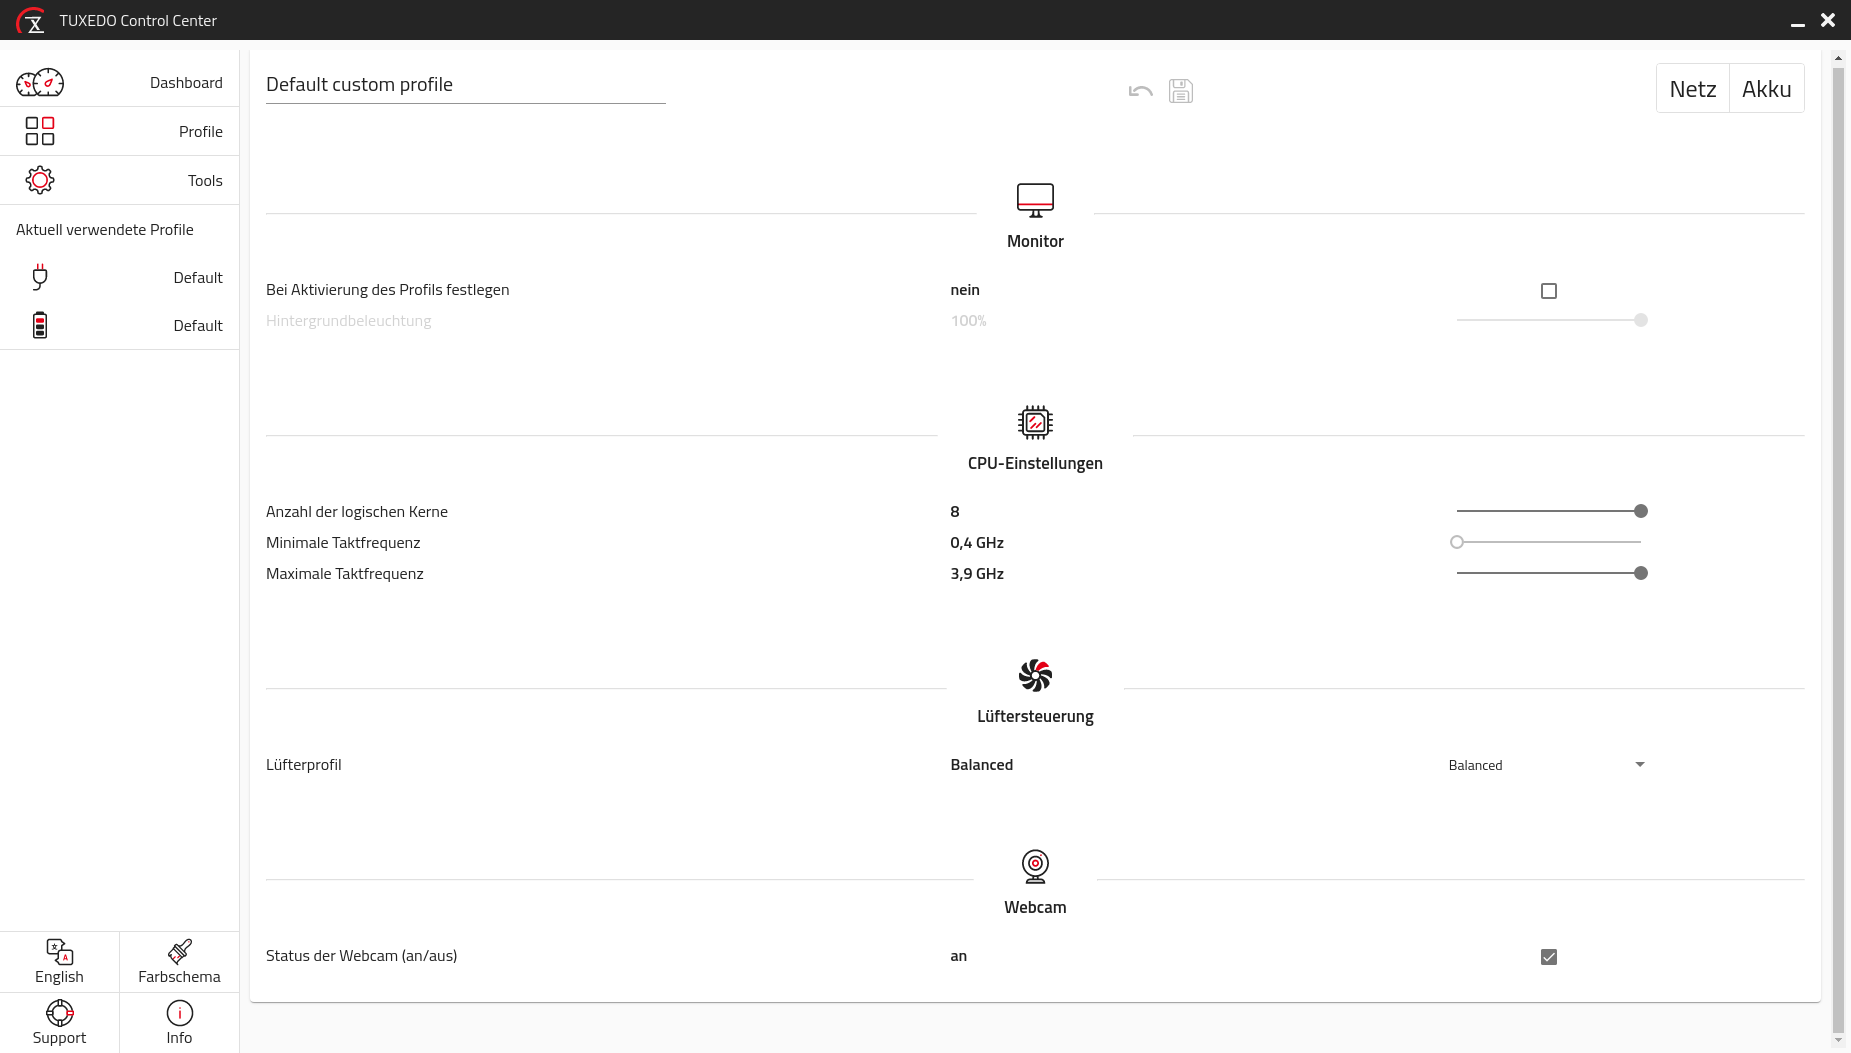 TUXEDO Control Center
Dashboard
Profile
Tools
Aktuell verwendete Profile
Default
Default
English
Farbschema
Support
Info
Default custom profile
Netz
Akku
Monitor
Bei Aktivierung des Profils festlegen nein
Hintergrundbeleuchtung 100%
CPU-Einstellungen
Anzahl der logischen Kerne 8
Minimale Taktfrequenz 0,4 GHz
Maximale Taktfrequenz 3,9 GHz
Lüftersteuerung
Lüfterprofil Balanced Balanced
Webcam
Status der Webcam (an/aus) an